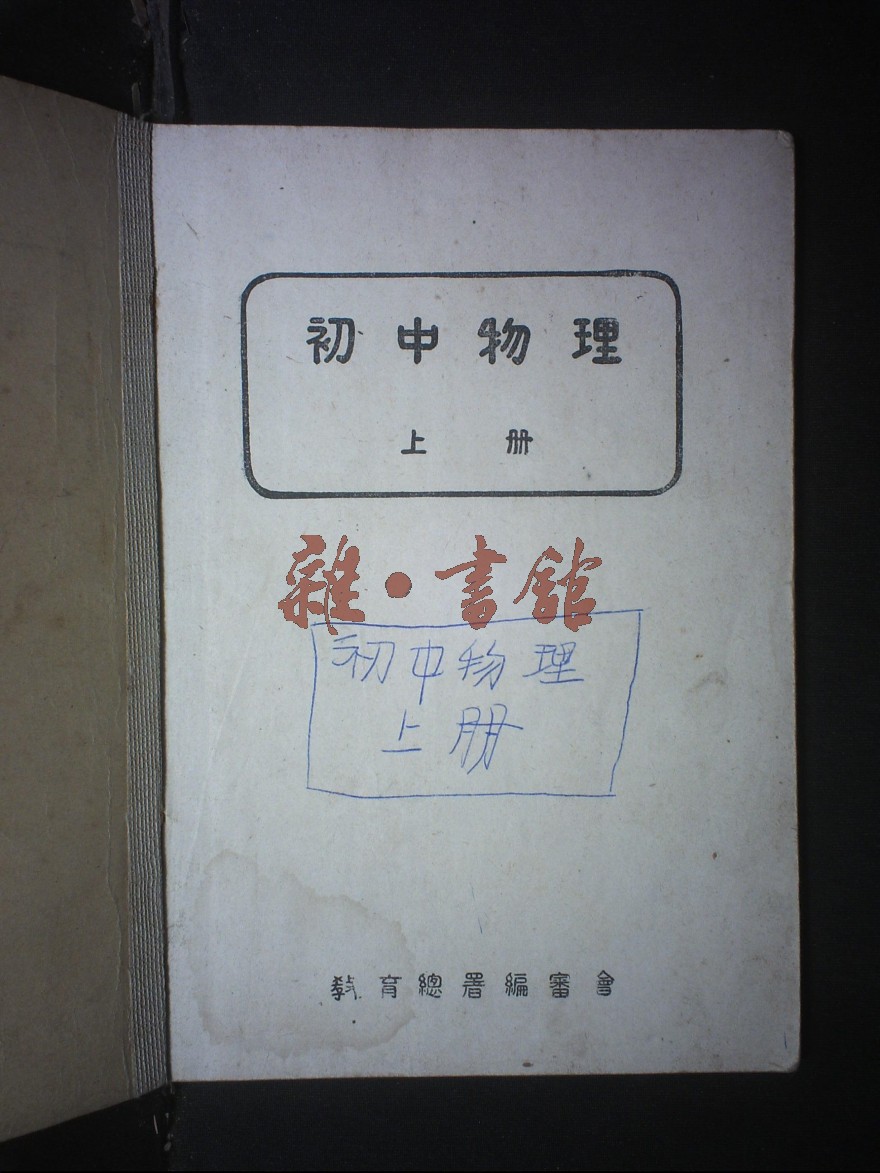 初中物理
上册
雜·書館
初中物理
上册
教育總署編審會